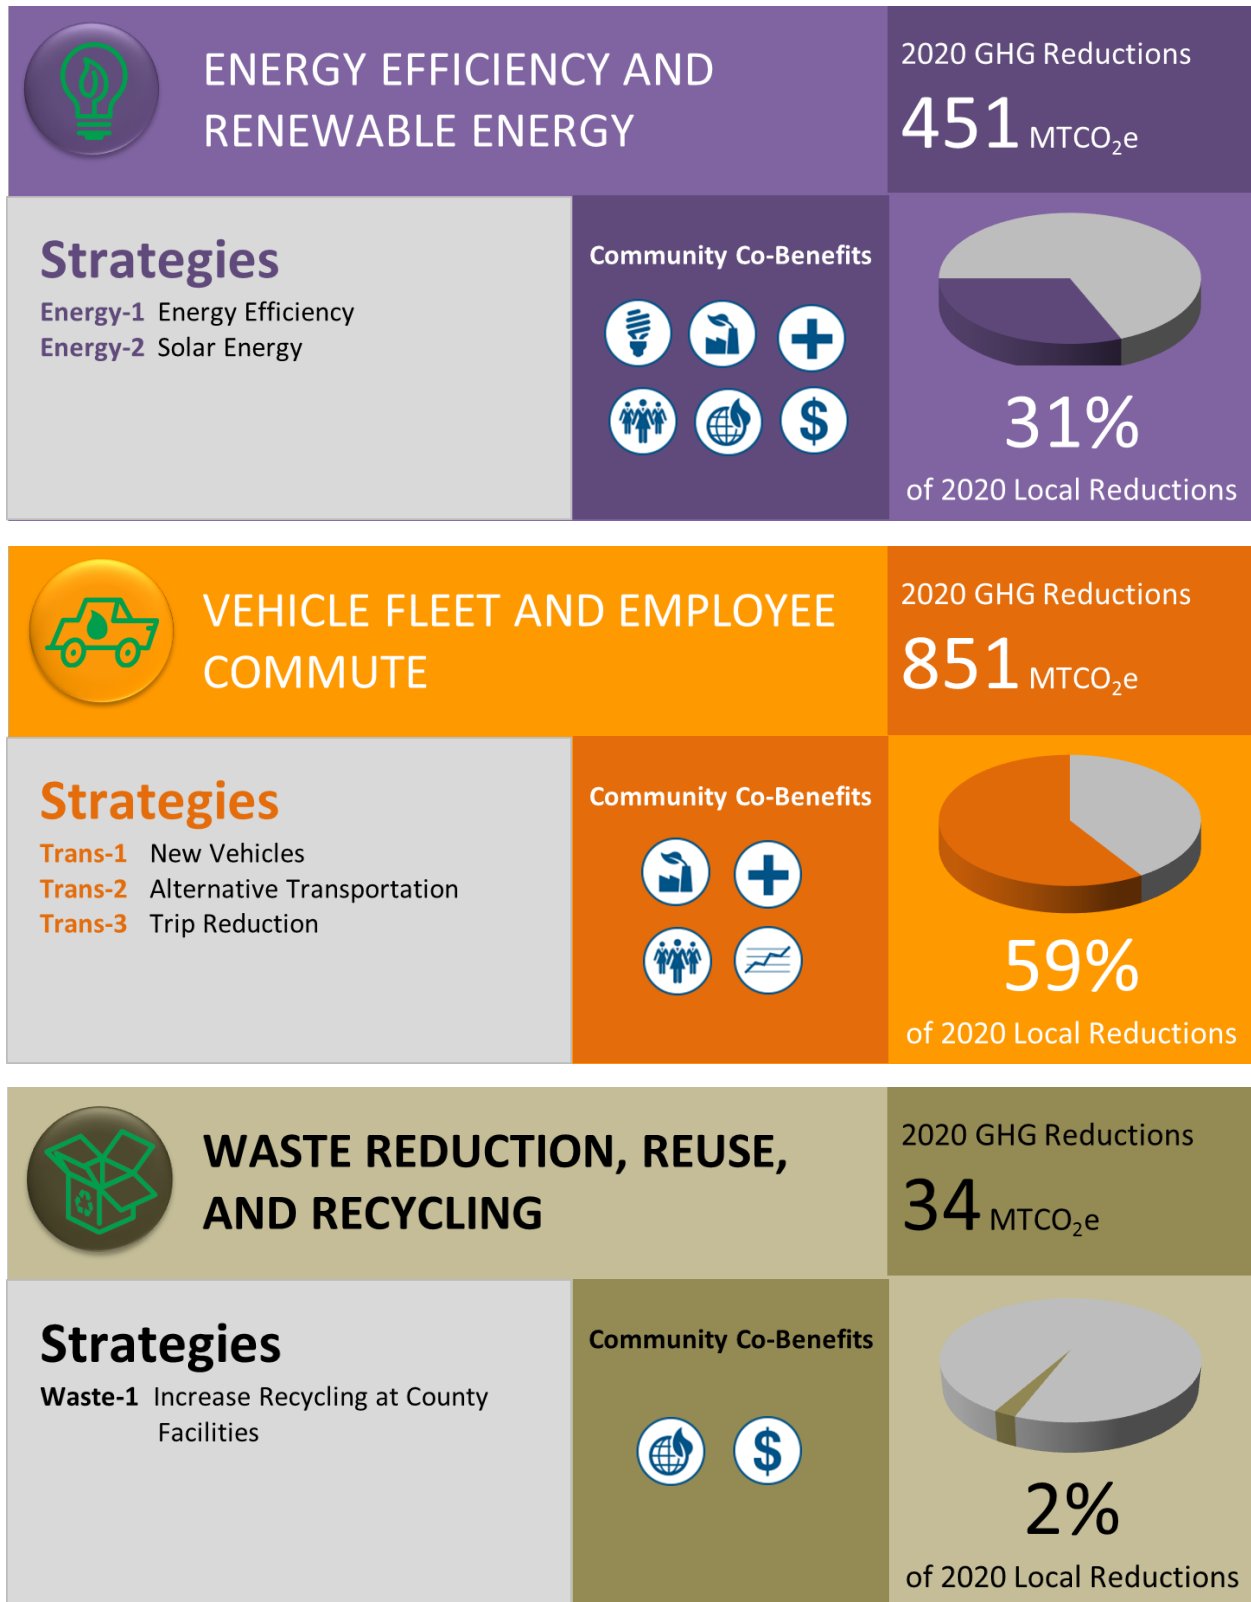 ENERGY EFFICIENCY AND
RENEWABLE ENERGY
2020 GHG Reductions
451 MTCO₂e
Strategies
Energy-1 Energy Efficiency
Energy-2 Solar Energy
Community Co-Benefits
$
31%
of 2020 Local Reductions
VEHICLE FLEET AND EMPLOYEE
COMMUTE
2020 GHG Reductions
851 MTCO₂e
Strategies
Trans-1 New Vehicles
Trans-2 Alternative Transportation
Trans-3 Trip Reduction
Community Co-Benefits
59%
of 2020 Local Reductions
WASTE REDUCTION, REUSE,
AND RECYCLING
2020 GHG Reductions
34 MTCO₂e
Strategies
Waste-1 Increase Recycling at County
Facilities
Community Co-Benefits
$
2%
of 2020 Local Reductions